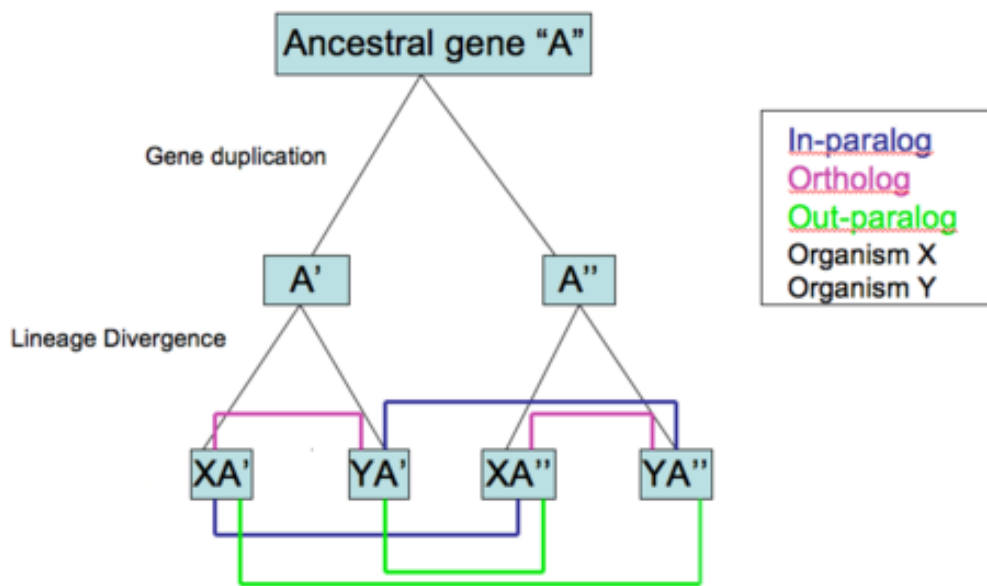 Ancestral gene “A”
Gene duplication
In-paralog
Ortholog
Out-paralog
Organism X
Organism Y
A’
A’’
Lineage Divergence
XA’
YA’
XA’’
YA’’